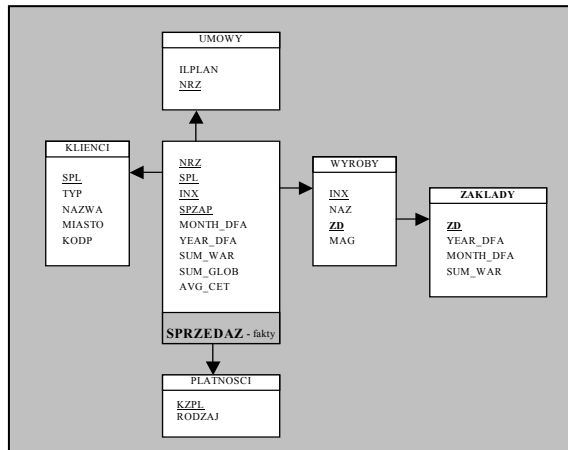 UMOWY
ILPLAN
NRZ
KLIENCI
SPL
TYP
NAZWA
MIASTO
KODP
NRZ
SPL
INX
SPZAP
MONTH_DFA
YEAR_DFA
SUM_WAR
SUM_GLOB
AVG_CET
SPRZEDAZ - fakty
WYROBY
INX
NAZ
ZD
MAG
ZAKLADY
ZD
YEAR_DFA
MONTH_DFA
SUM_WAR
PLATNOSCI
KZPL
RODZAJ